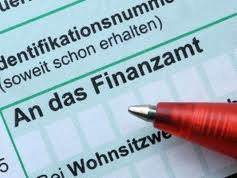 dentifikationsnumme
(soweit schon erhalten)
An das Finanzamt
5
Bei Wohnsitzwe